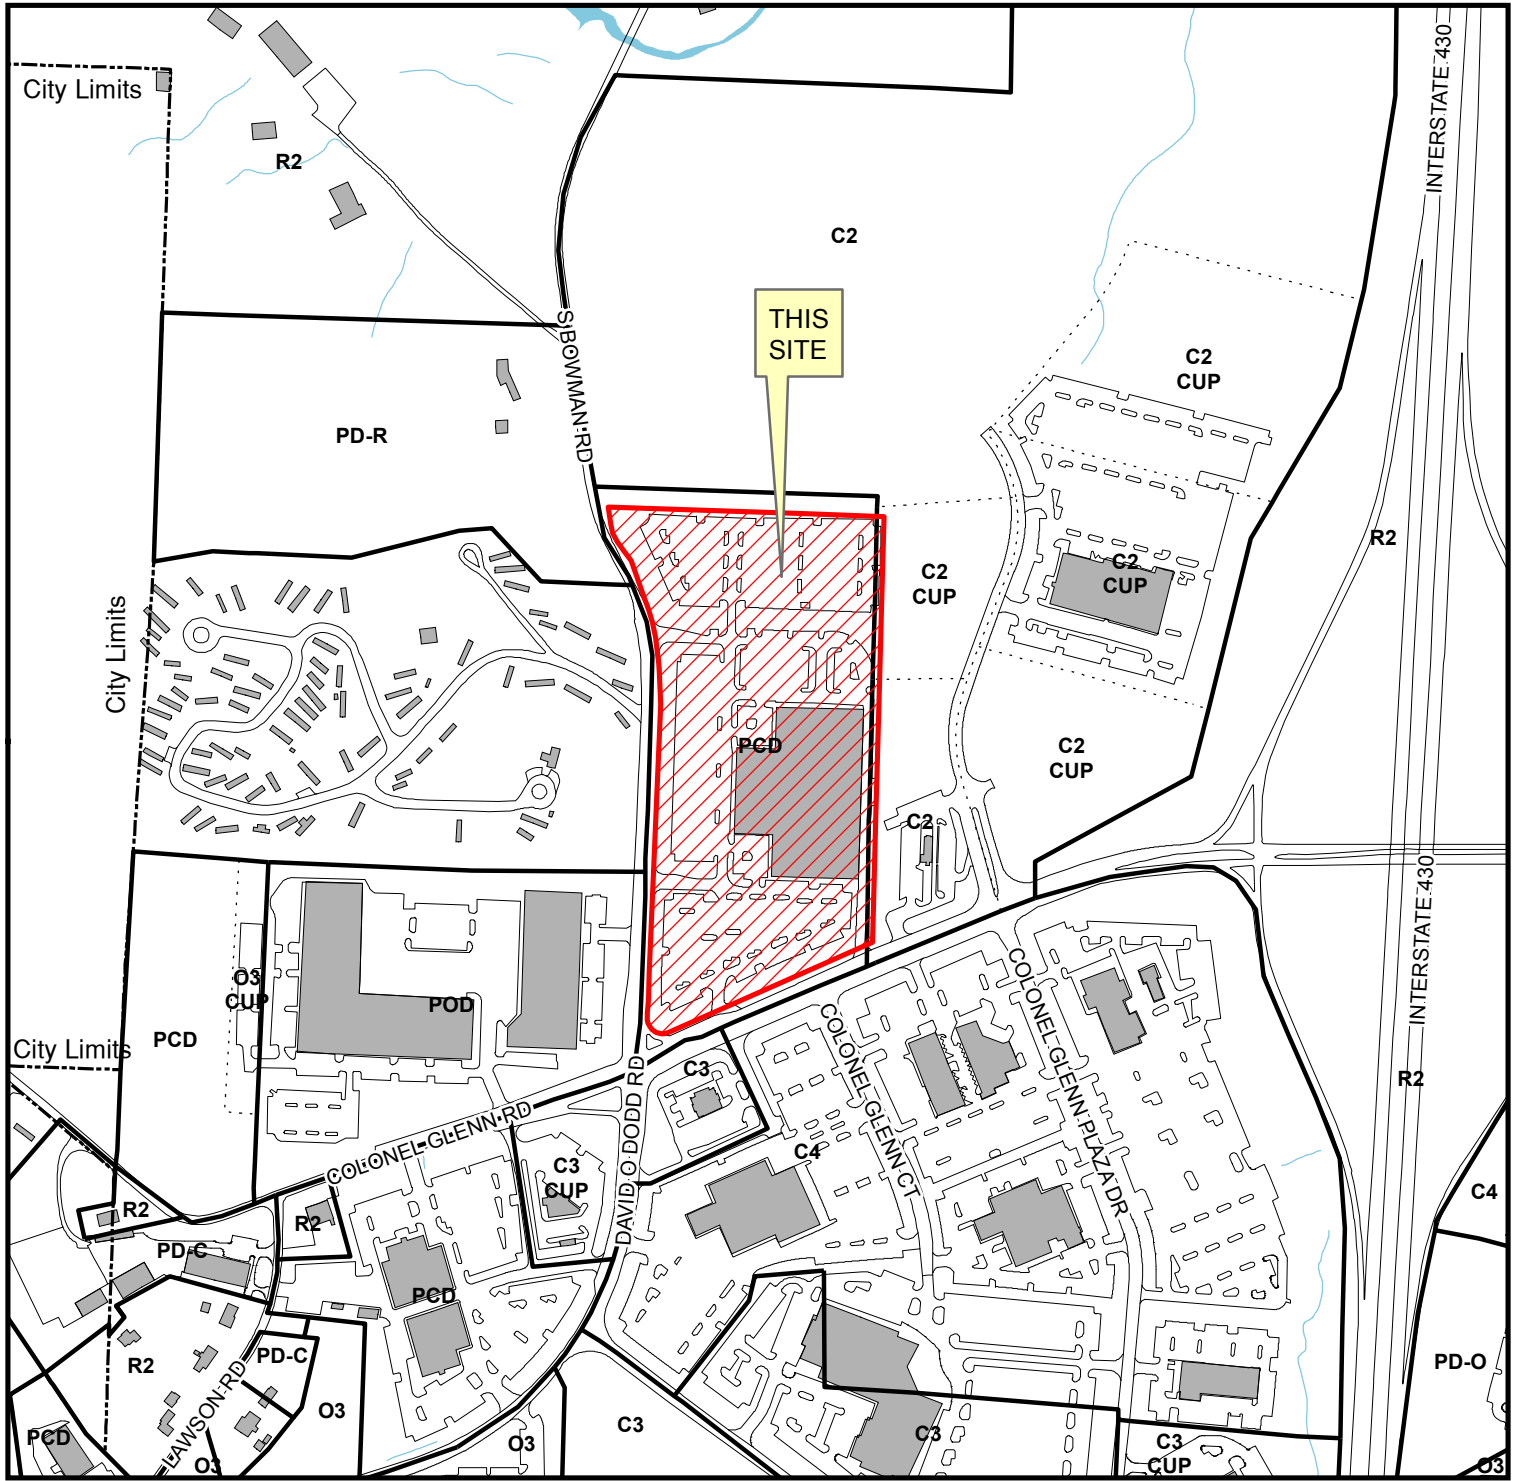 INTERSTATE 430
City Limits
R2
C2
THIS
SITE
S BOWMAN RD
C2
CUP
PD-R
R2
C2
CUP
C2
CUP
City Limits
PCD
C2
CUP
C2
INTERSTATE 430
O3
CUP
POD
PCD
City Limits
COLONEL GLENN CT
COLONEL GLENN PLAZA DR
C3
R2
DAVID O DODD RD
COLONEL GLENN RD
C4
C3
CUP
C4
R2
R2
PD-C
PCD
R2
PD-C
PD-O
LAWSON RD
O3
C3
C3
PCD
O3
O3
C3
CUP
O3